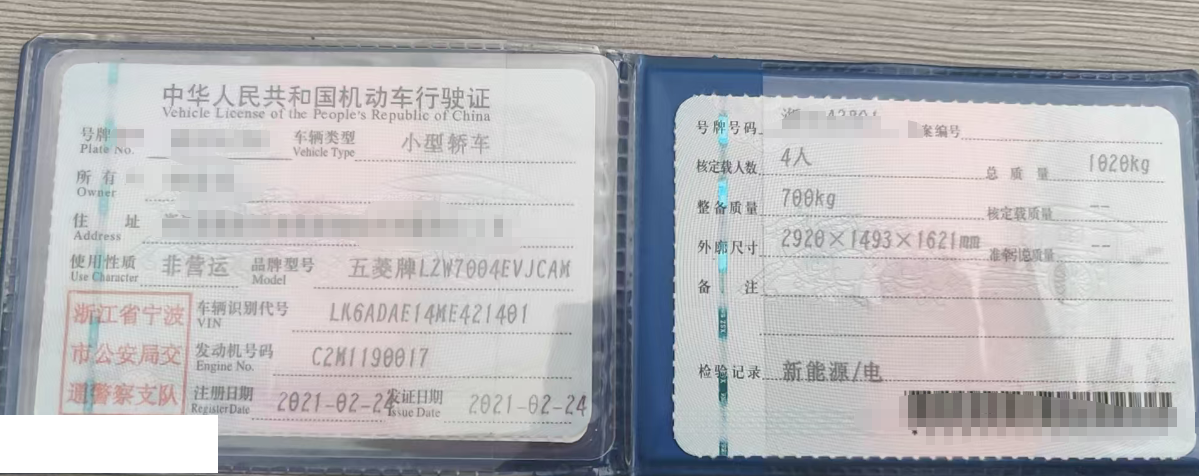 中华人民共和国机动车行驶证
Vehicle License of the People's Republic of China
号牌
Plate No.
车辆类型 小型轿车
Vehicle Type
所有
Owner
住 址
Address
使用性质 非营运 品牌型号 五菱牌LZW7004EVJCAM
Use Character Model
浙江省宁波
市公安局交
通警察支队
车辆识别代号 LK6ADAE14ME421401
VIN
发动机号码 C2M1190017
Engine No.
注册日期 2021-02-24 发证日期 2021-02-24
Register Date Issue Date
号牌号码 案编号
核定载人数 4人 总质量 1020kg
整备质量 700kg 核定载质量 --
外廓尺寸 2920×1493×1621mm 准牵引总质量 --
备 注
检验记录 新能源/电